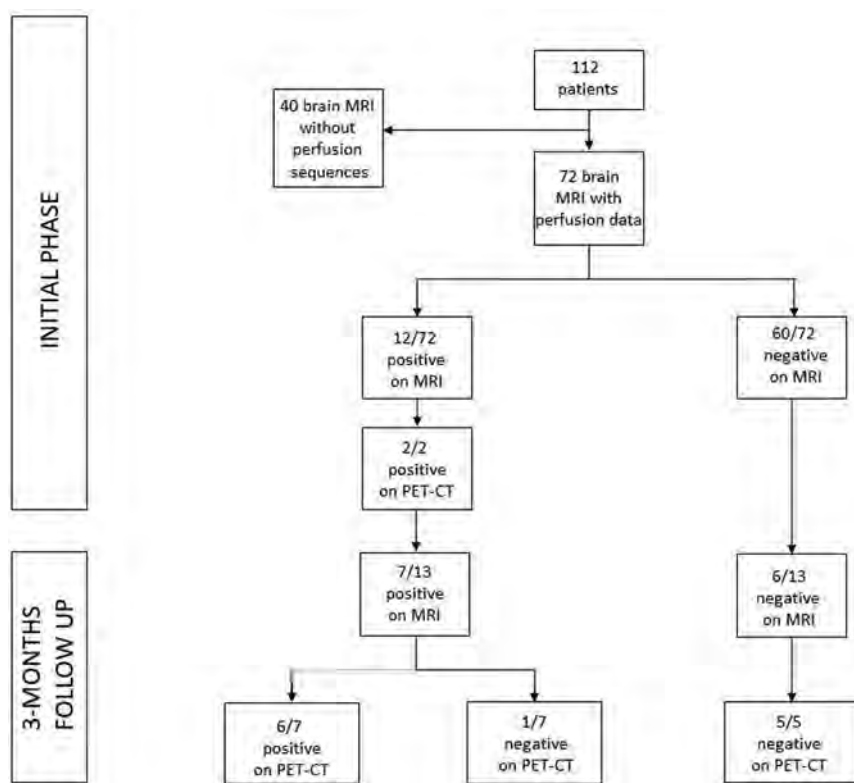 INITIAL PHASE
112
patients
40 brain MRI
without
perfusion
sequences
72 brain
MRI with
perfusion data
12/72
positive
on MRI
60/72
negative
on MRI
2/2
positive
on PET-CT
3-MONTHS
FOLLOW UP
7/13
positive
on MRI
6/13
negative
on MRI
6/7
positive
on PET-CT
1/7
negative
on PET-CT
5/5
negative
on PET-CT